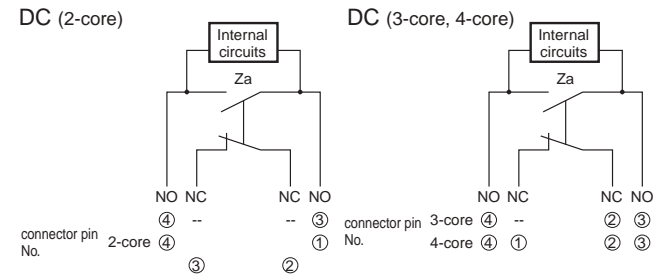 DC (2-core)
Internal
circuits
Za
NO NC NC NO
④ -- -- ③
connector pin
No.
2-core ④ ①
③ ②
DC (3-core, 4-core)
Internal
circuits
Za
NO NC NC NO
connector pin
No.
3-core ④ -- ② ③
4-core ④ ① ② ③